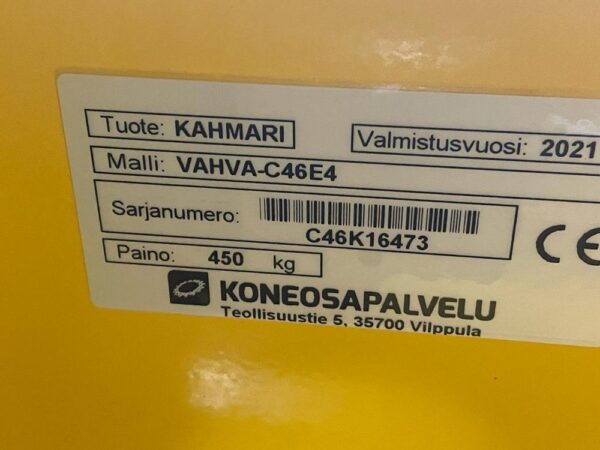 Tuote: KAHMARI
Valmistusvuosi: 2021
Malli: VAHVA-C46E4
Sarjanumero:
C46K16473
CE
Paino: 450 kg
KONEOSAPALVELU
Teollisuustie 5, 35700 Vilppula